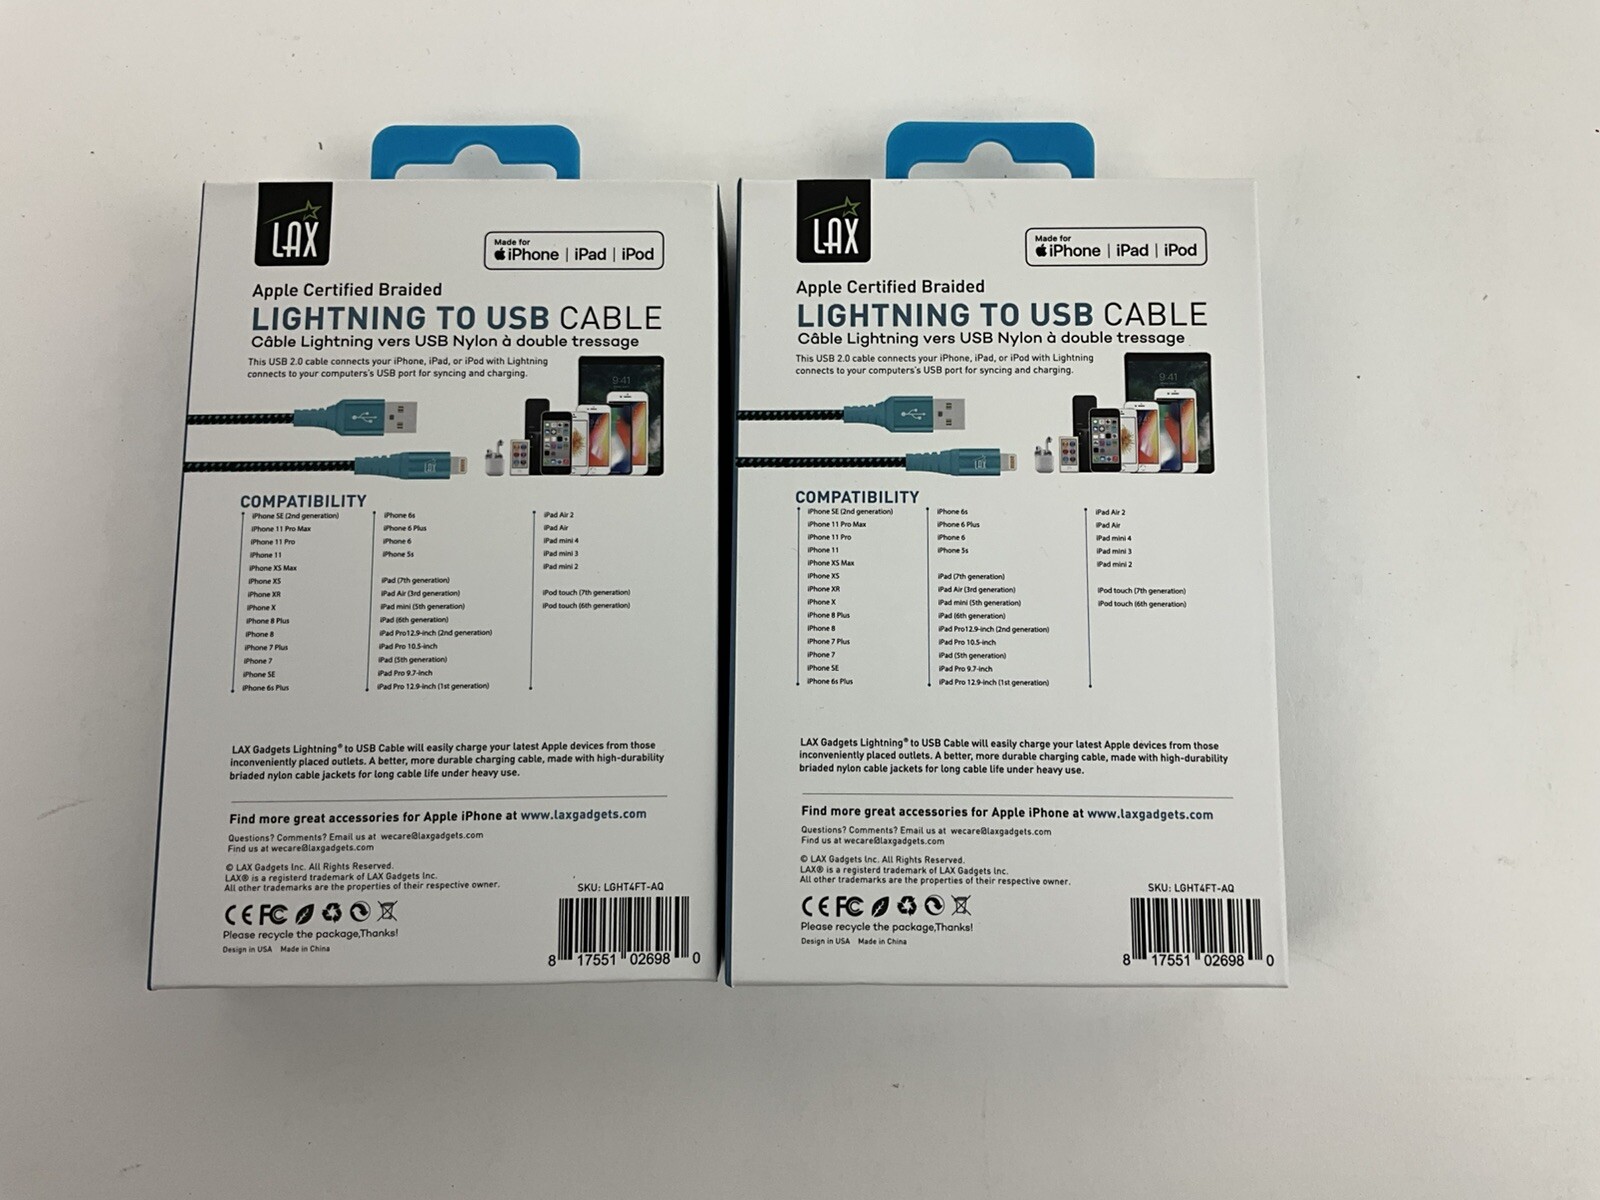 LAX
Made for
iPhone | iPad | iPod
Apple Certified Braided
LIGHTNING TO USB CABLE
Câble Lightning vers USB Nylon à double tressage
This USB 2.0 cable connects your iPhone, iPad, or iPod with Lightning
connects to your computers's USB port for syncing and charging.
9:41
LAX
COMPATIBILITY
iPhone SE (2nd generation)
iPhone 11 Pro Max
iPhone 11 Pro
iPhone 11
iPhone XS Max
iPhone XS
iPhone XR
iPhone X
iPhone 8 Plus
iPhone 8
iPhone 7 Plus
iPhone 7
iPhone SE
iPhone 6s Plus
iPhone 6s
iPhone 6 Plus
iPhone 6
iPhone 5s
iPad (7th generation)
iPad Air (3rd generation)
iPad mini (5th generation)
iPad (6th generation)
iPad Pro12.9-inch (2nd generation)
iPad Pro 10.5-inch
iPad (5th generation)
iPad Pro 9.7-inch
iPad Pro 12.9-inch (1st generation)
iPad Air 2
iPad Air
iPad mini 4
iPad mini 3
iPad mini 2
iPod touch (7th generation)
iPod touch (6th generation)
LAX Gadgets Lightning® to USB Cable will easily charge your latest Apple devices from those
inconveniently placed outlets. A better, more durable charging cable, made with high-durability
briaded nylon cable jackets for long cable life under heavy use.
Find more great accessories for Apple iPhone at www.laxgadgets.com
Questions? Comments? Email us at wecare@laxgadgets.com
Find us at wecare@laxgadgets.com
© LAX Gadgets Inc. All Rights Reserved.
LAX® is a registerd trademark of LAX Gadgets Inc.
All other trademarks are the properties of their respective owner.
CE FC
Please recycle the package,Thanks!
Design in USA Made in China
SKU: LGHT4FT-AQ
8 17551 02698 0
LAX
Made for
iPhone | iPad | iPod
Apple Certified Braided
LIGHTNING TO USB CABLE
Câble Lightning vers USB Nylon à double tressage
This USB 2.0 cable connects your iPhone, iPad, or iPod with Lightning
connects to your computers's USB port for syncing and charging.
9:41
LAX
COMPATIBILITY
iPhone SE (2nd generation)
iPhone 11 Pro Max
iPhone 11 Pro
iPhone 11
iPhone XS Max
iPhone XS
iPhone XR
iPhone X
iPhone 8 Plus
iPhone 8
iPhone 7 Plus
iPhone 7
iPhone SE
iPhone 6s Plus
iPhone 6s
iPhone 6 Plus
iPhone 6
iPhone 5s
iPad (7th generation)
iPad Air (3rd generation)
iPad mini (5th generation)
iPad (6th generation)
iPad Pro12.9-inch (2nd generation)
iPad Pro 10.5-inch
iPad (5th generation)
iPad Pro 9.7-inch
iPad Pro 12.9-inch (1st generation)
iPad Air 2
iPad Air
iPad mini 4
iPad mini 3
iPad mini 2
iPod touch (7th generation)
iPod touch (6th generation)
LAX Gadgets Lightning® to USB Cable will easily charge your latest Apple devices from those
inconveniently placed outlets. A better, more durable charging cable, made with high-durability
briaded nylon cable jackets for long cable life under heavy use.
Find more great accessories for Apple iPhone at www.laxgadgets.com
Questions? Comments? Email us at wecare@laxgadgets.com
Find us at wecare@laxgadgets.com
© LAX Gadgets Inc. All Rights Reserved.
LAX® is a registerd trademark of LAX Gadgets Inc.
All other trademarks are the properties of their respective owner.
CE FC
Please recycle the package,Thanks!
Design in USA Made in China
SKU: LGHT4FT-AQ
8 17551 02698 0